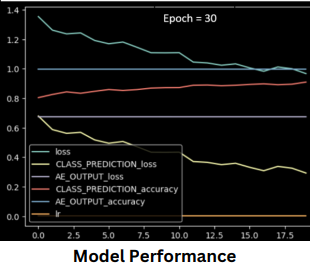 Epoch = 30
1.4
1.2
1.0
0.8
0.6
0.4
0.2
0.0
loss
CLASS_PREDICTION_loss
AE_OUTPUT_loss
CLASS_PREDICTION_accuracy
AE_OUTPUT_accuracy
lr
0.0 2.5 5.0 7.5 10.0 12.5 15.0 17.5
Model Performance